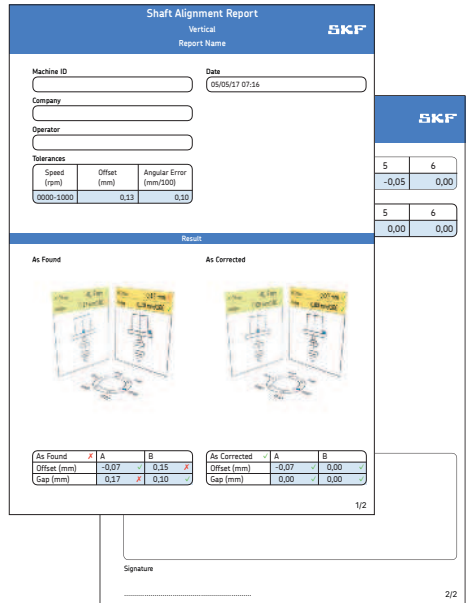 Shaft Alignment Report
Vertical
SKF
Report Name
Machine ID
Date
05/05/17 07:16
Company
Operator
Tolerances
Speed (rpm) Offset (mm) Angular Error (mm/100)
0000-1000 0,13 0,10
Result
As Found
As Corrected
As Found ✗ A B
Offset (mm) -0,07 ✓ 0,15 ✗
Gap (mm) 0,17 ✗ 0,10 ✓
As Corrected ✓ A B
Offset (mm) -0,07 ✓ 0,00 ✓
Gap (mm) 0,00 ✓ 0,00 ✓
1/2
SKF
5 6
-0,05 0,00
5 6
0,00 0,00
Signature
2/2